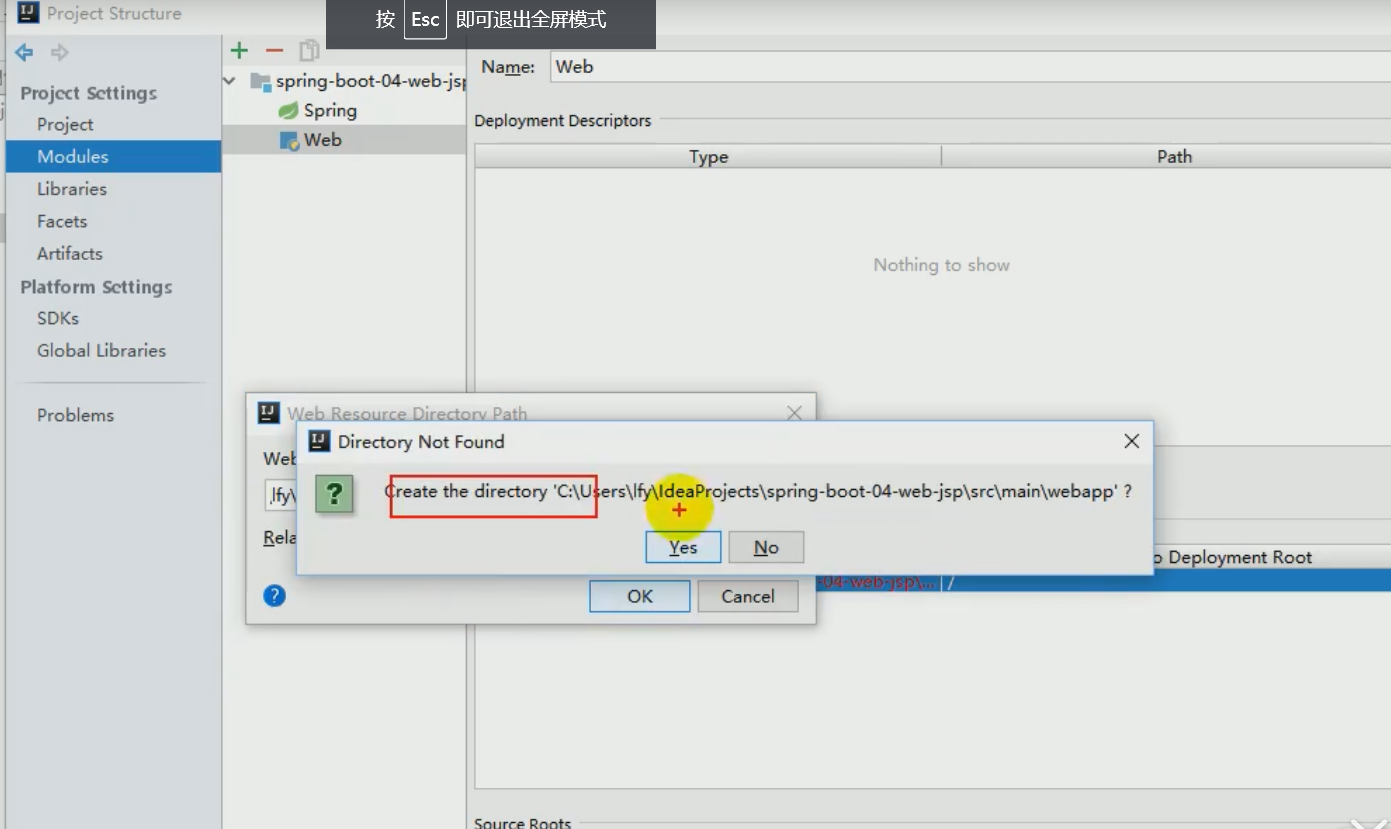 Project Structure
按 Esc 即可退出全屏模式
Project Settings
Project
Modules
Libraries
Facets
Artifacts
Platform Settings
SDKs
Global Libraries
Problems
spring-boot-04-web-jsp
Spring
Web
Name: Web
Deployment Descriptors
Type Path
Nothing to show
Web Resource Directory Path
Directory Not Found
Web
Create the directory 'C:\Users\lfy\IdeaProjects\spring-boot-04-web-jsp\src\main\webapp' ?
lfy\
Rela
Yes No
Deployment Root
-04-web-jsp\... /
OK Cancel
Source Roots